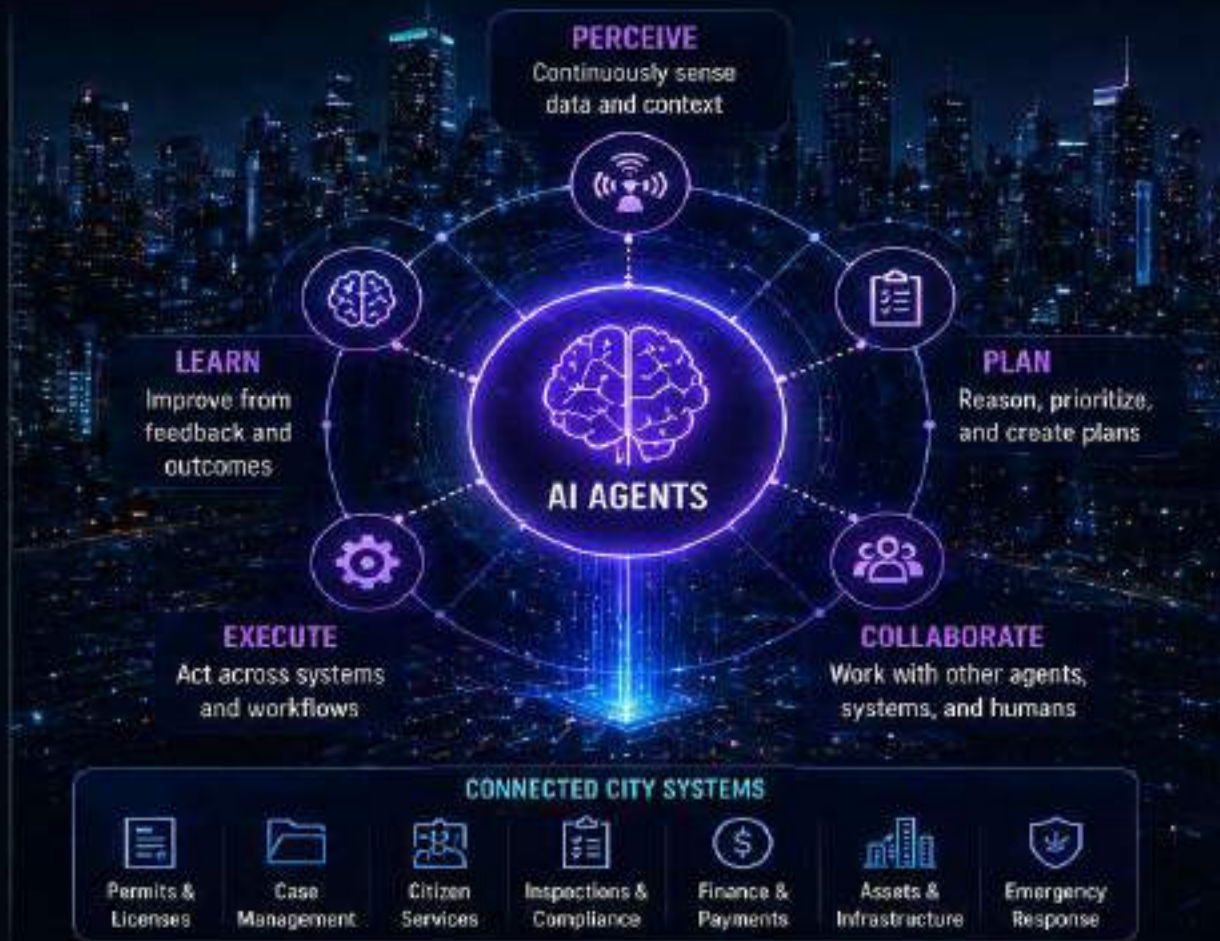 PERCEIVE
Continuously sense
data and context
LEARN
Improve from
feedback and
outcomes
PLAN
Reason, prioritize,
and create plans
AI AGENTS
EXECUTE
Act across systems
and workflows
COLLABORATE
Work with other agents,
systems, and humans
CONNECTED CITY SYSTEMS
Permits &
Licenses
Case
Management
Citizen
Services
Inspections &
Compliance
$
Finance &
Payments
Assets &
Infrastructure
Emergency
Response